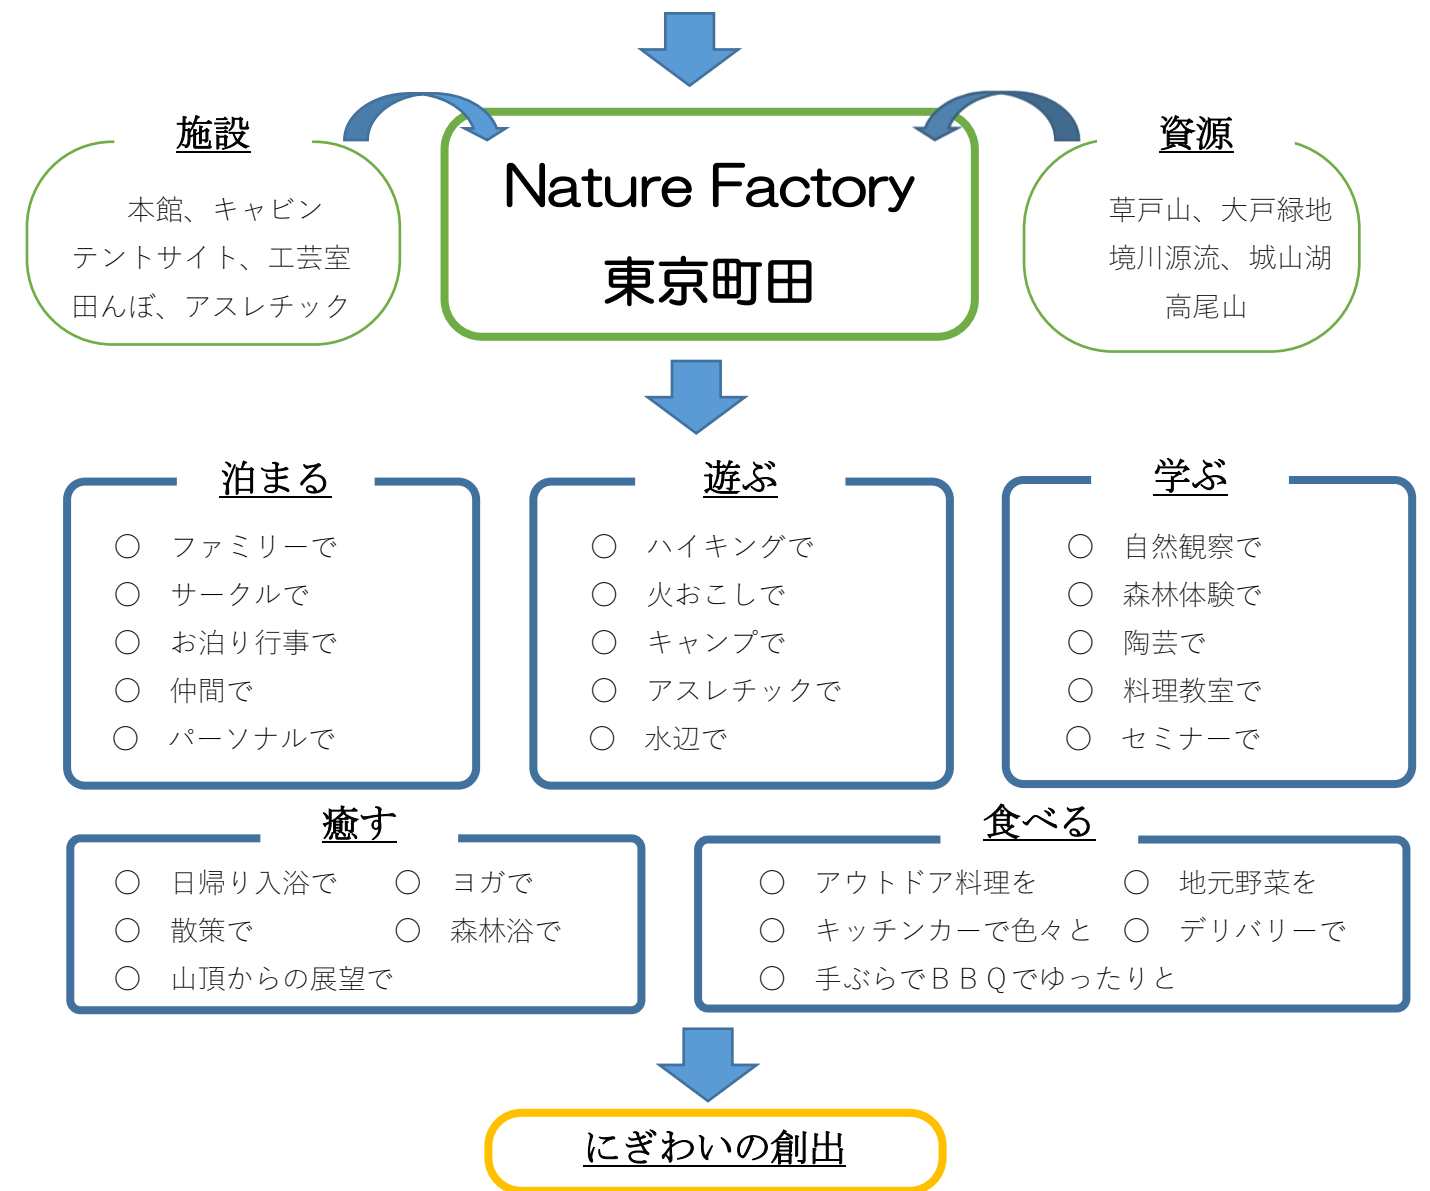 施設
本館、キャビン
テントサイト、工芸室
田んぼ、アスレチック
Nature Factory
東京町田
資源
草戸山、大戸緑地
境川源流、城山湖
高尾山
泊まる
○ ファミリーで
○ サークルで
○ お泊り行事で
○ 仲間で
○ パーソナルで
遊ぶ
○ ハイキングで
○ 火おこしで
○ キャンプで
○ アスレチックで
○ 水辺で
学ぶ
○ 自然観察で
○ 森林体験で
○ 陶芸で
○ 料理教室で
○ セミナーで
癒す
○ 日帰り入浴で ○ ヨガで
○ 散策で ○ 森林浴で
○ 山頂からの展望で
食べる
○ アウトドア料理を ○ 地元野菜を
○ キッチンカーで色々と ○ デリバリーで
○ 手ぶらでＢＢＱでゆったりと
にぎわいの創出